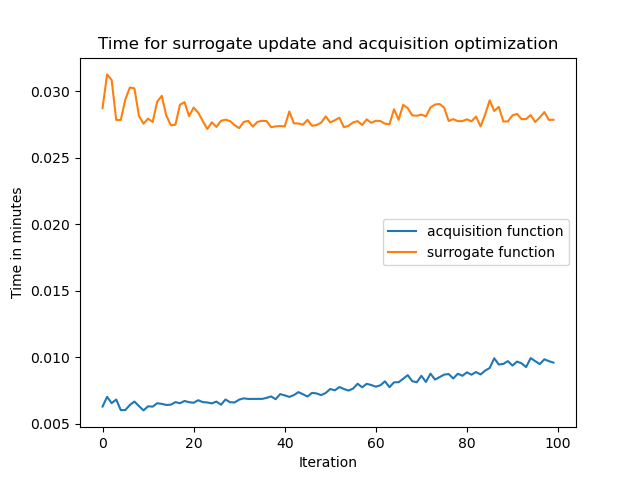 Time for surrogate update and acquisition optimization
0.030
0.025
0.020
0.015
0.010
0.005
Time in minutes
acquisition function
surrogate function
0 20 40 60 80 100
Iteration